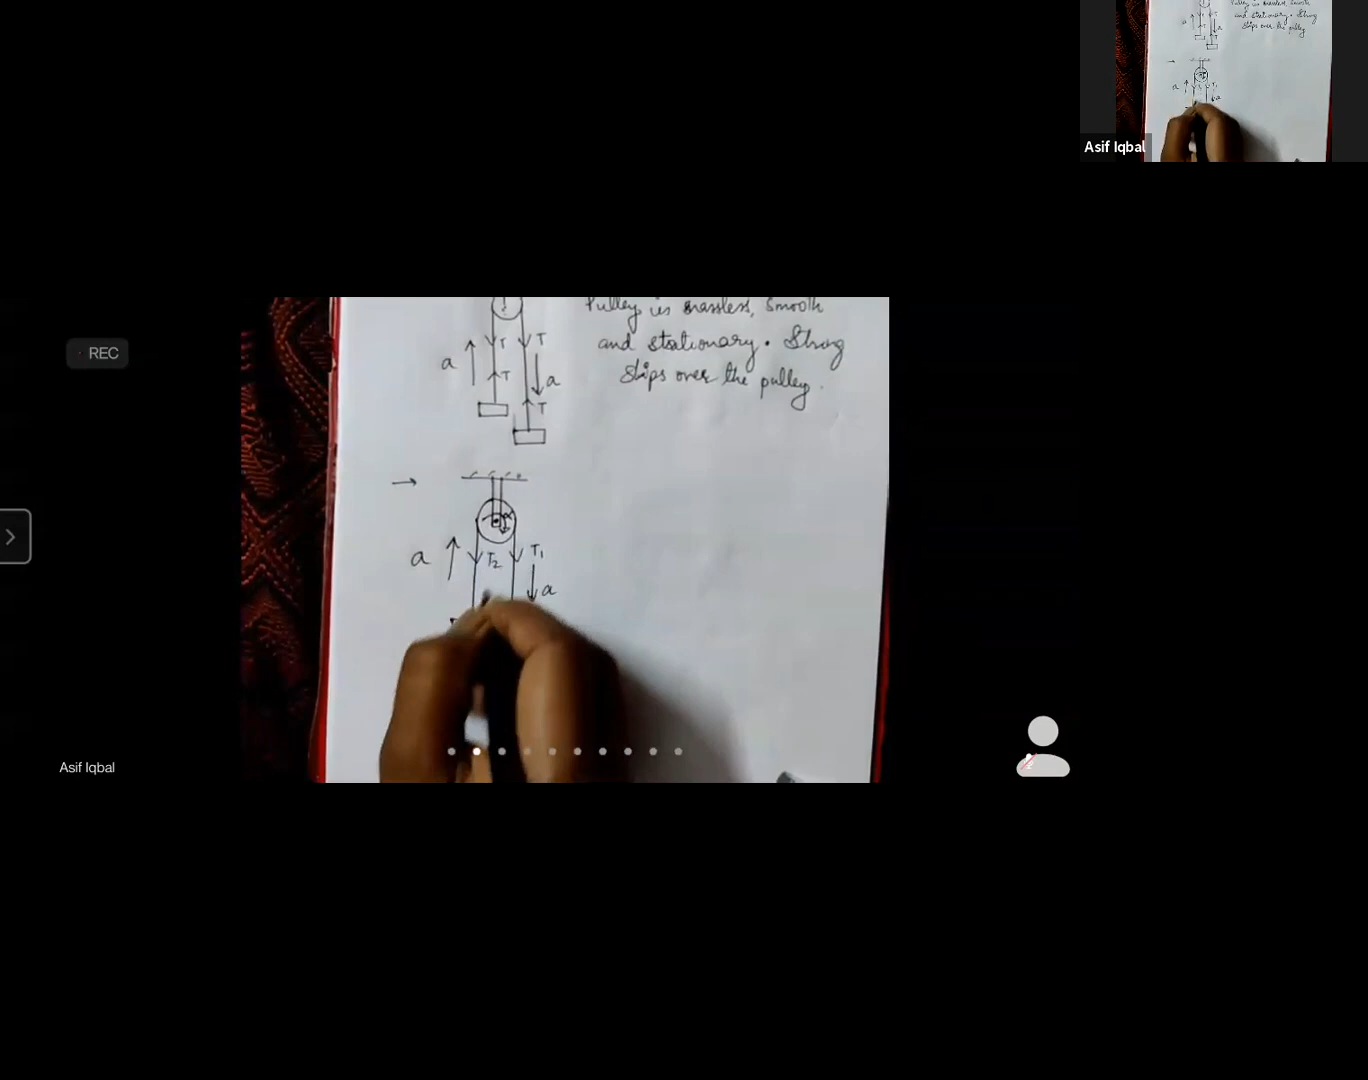 Asif Iqbal
REC
Pulley is massless, Smooth
and stationary. String
slips over the pulley.
a
T
T
a
T
T
a
T2
T1
a
Asif Iqbal